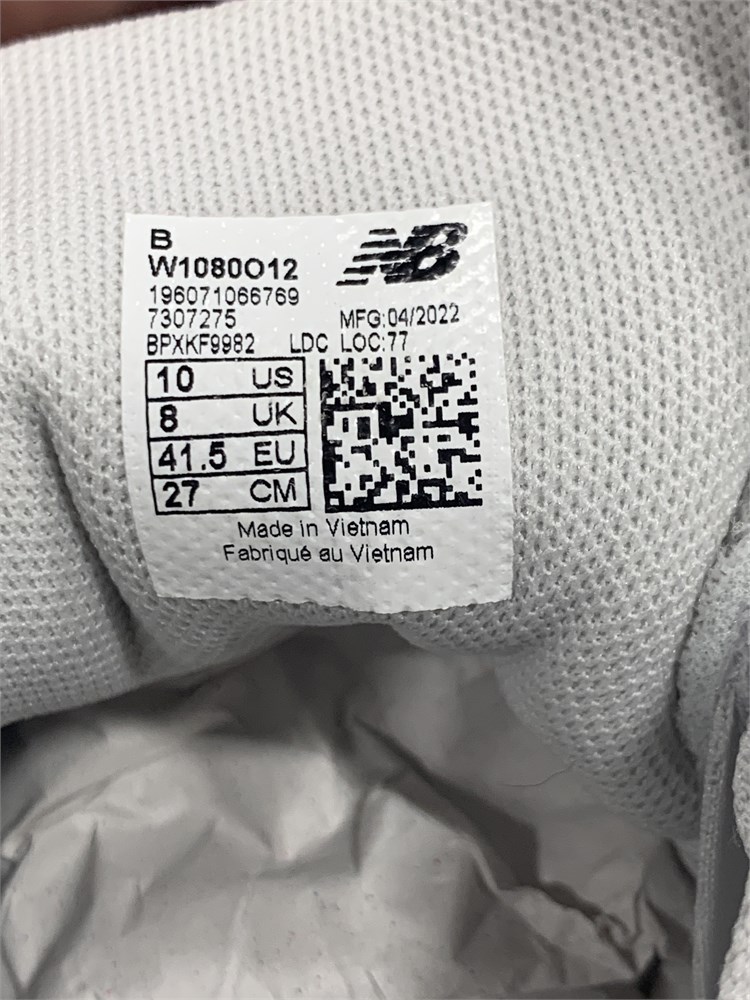 B
W1080O12
NB
196071066769
7307275 MFG:04/2022
BPXKF9982 LDC LOC:77
10 US
8 UK
41.5 EU
27 CM
Made in Vietnam
Fabriqué au Vietnam